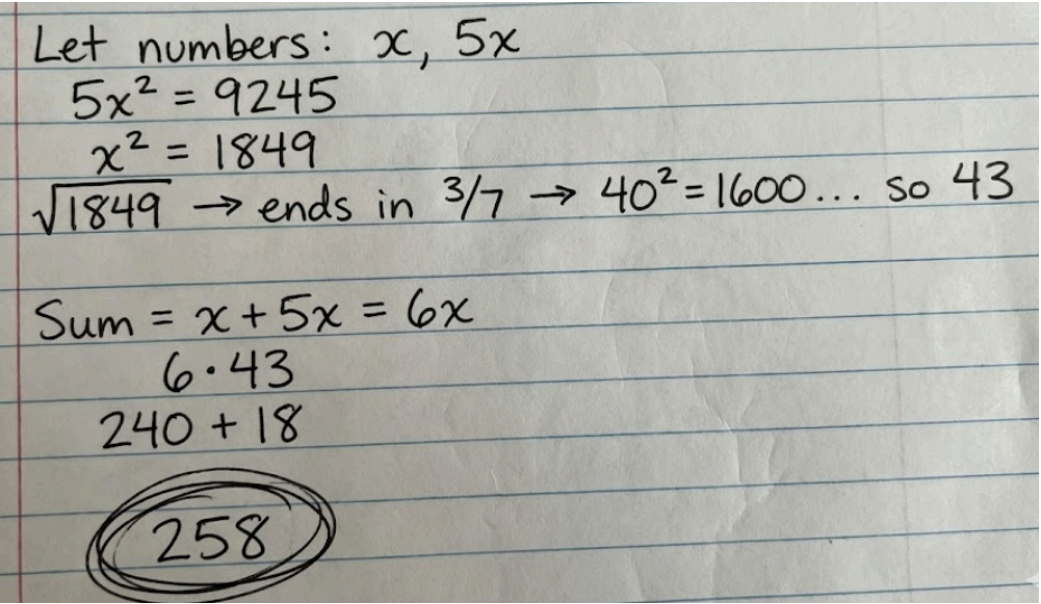 Let numbers: x, 5x
5x² = 9245
x² = 1849
√1849 → ends in 3/7 → 40² = 1600... so 43
Sum = x + 5x = 6x
6·43
240 + 18
258